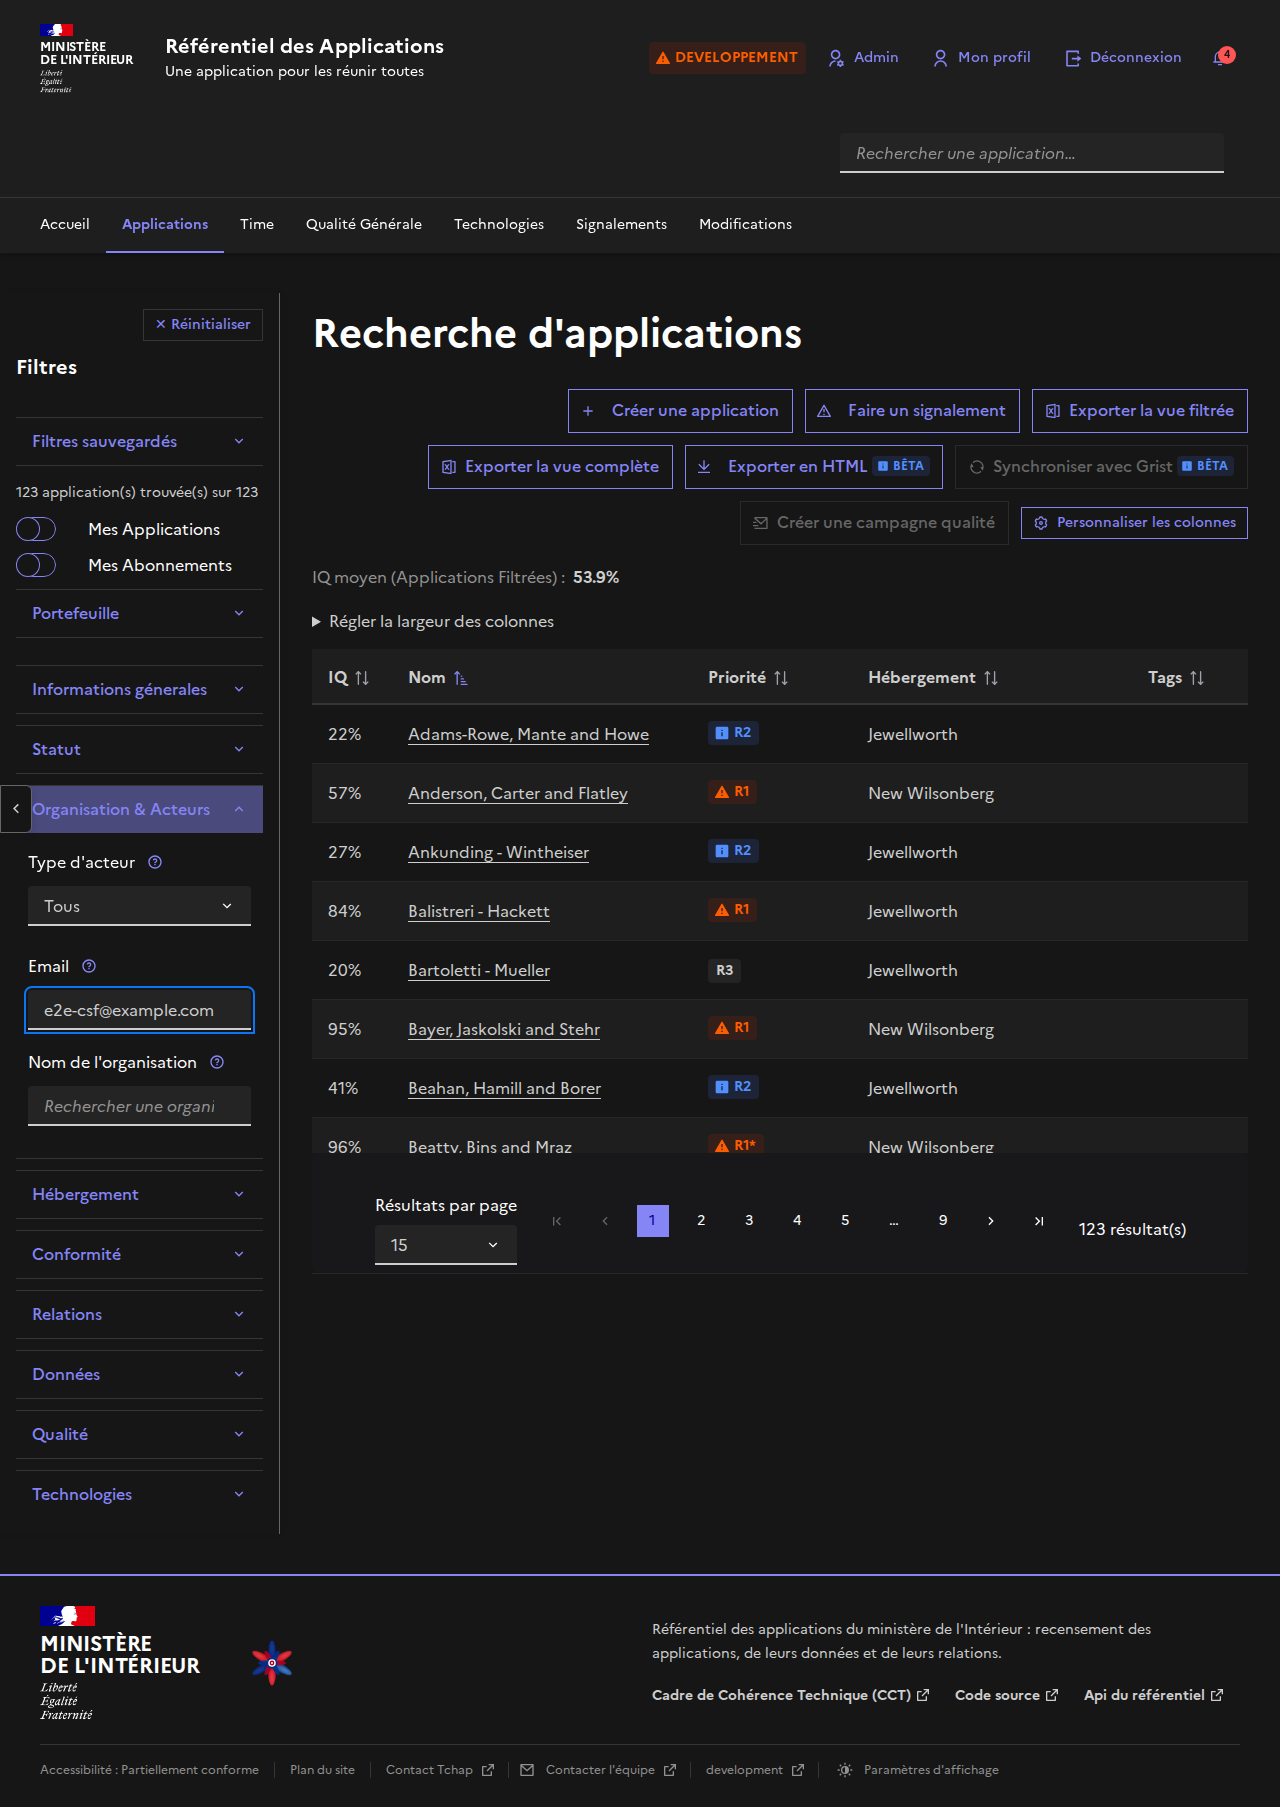 MINISTÈRE
DE L'INTÉRIEUR
Liberté
Égalité
Fraternité
Référentiel des Applications
Une application pour les réunir toutes
DEVELOPPEMENT
Admin
Mon profil
Déconnexion
4
Rechercher une application…
Accueil
Applications
Time
Qualité Générale
Technologies
Signalements
Modifications
Réinitialiser
Filtres
Filtres sauvegardés
123 application(s) trouvée(s) sur 123
Mes Applications
Mes Abonnements
Portefeuille
Informations génerales
Statut
Organisation & Acteurs
Type d'acteur
Tous
Email
e2e-csf@example.com
Nom de l'organisation
Rechercher une organi
Hébergement
Conformité
Relations
Données
Qualité
Technologies
Recherche d'applications
Créer une application
Faire un signalement
Exporter la vue filtrée
Exporter la vue complète
Exporter en HTML BÊTA
Synchroniser avec Grist BÊTA
Créer une campagne qualité
Personnaliser les colonnes
IQ moyen (Applications Filtrées) : 53.9%
Régler la largeur des colonnes
IQ Nom Priorité Hébergement Tags
22% Adams-Rowe, Mante and Howe R2 Jewellworth
57% Anderson, Carter and Flatley R1 New Wilsonberg
27% Ankunding - Wintheiser R2 Jewellworth
84% Balistreri - Hackett R1 Jewellworth
20% Bartoletti - Mueller R3 Jewellworth
95% Bayer, Jaskolski and Stehr R1 New Wilsonberg
41% Beahan, Hamill and Borer R2 Jewellworth
96% Beatty, Bins and Mraz R1* New Wilsonberg
Résultats par page
15
1 2 3 4 5 … 9
123 résultat(s)
MINISTÈRE
DE L'INTÉRIEUR
Liberté
Égalité
Fraternité
Référentiel des applications du ministère de l'Intérieur : recensement des
applications, de leurs données et de leurs relations.
Cadre de Cohérence Technique (CCT)
Code source
Api du référentiel
Accessibilité : Partiellement conforme
Plan du site
Contact Tchap
Contacter l'équipe
development
Paramètres d'affichage